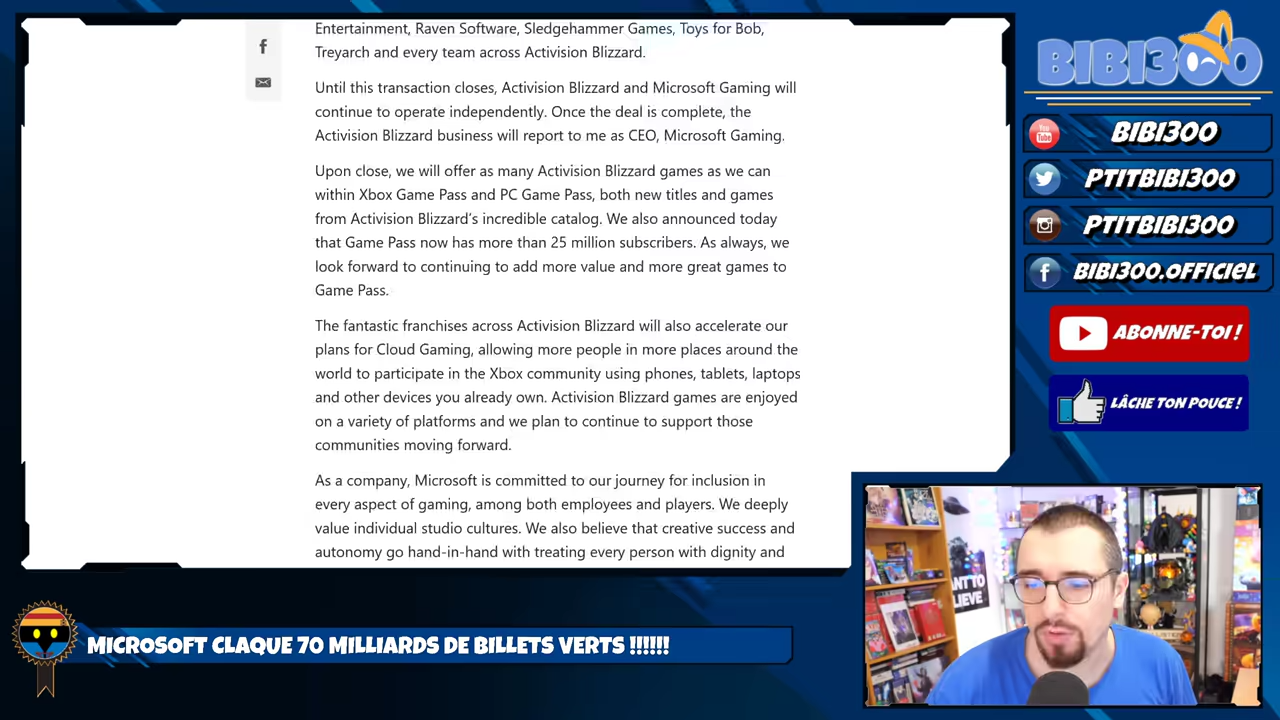 Entertainment, Raven Software, Sledgehammer Games, Toys for Bob,
Treyarch and every team across Activision Blizzard.
Until this transaction closes, Activision Blizzard and Microsoft Gaming will
continue to operate independently. Once the deal is complete, the
Activision Blizzard business will report to me as CEO, Microsoft Gaming.
Upon close, we will offer as many Activision Blizzard games as we can
within Xbox Game Pass and PC Game Pass, both new titles and games
from Activision Blizzard's incredible catalog. We also announced today
that Game Pass now has more than 25 million subscribers. As always, we
look forward to continuing to add more value and more great games to
Game Pass.
The fantastic franchises across Activision Blizzard will also accelerate our
plans for Cloud Gaming, allowing more people in more places around the
world to participate in the Xbox community using phones, tablets, laptops
and other devices you already own. Activision Blizzard games are enjoyed
on a variety of platforms and we plan to continue to support those
communities moving forward.
As a company, Microsoft is committed to our journey for inclusion in
every aspect of gaming, among both employees and players. We deeply
value individual studio cultures. We also believe that creative success and
autonomy go hand-in-hand with treating every person with dignity and
BIBI300
You Tube
BIBI300
PTITBIBI300
PTITBIBI300
BIBI300.OFFICIEL
ABONNE-TOI !
LÂCHE TON POUCE !
MICROSOFT CLAQUE 70 MILLIARDS DE BILLETS VERTS !!!!!!